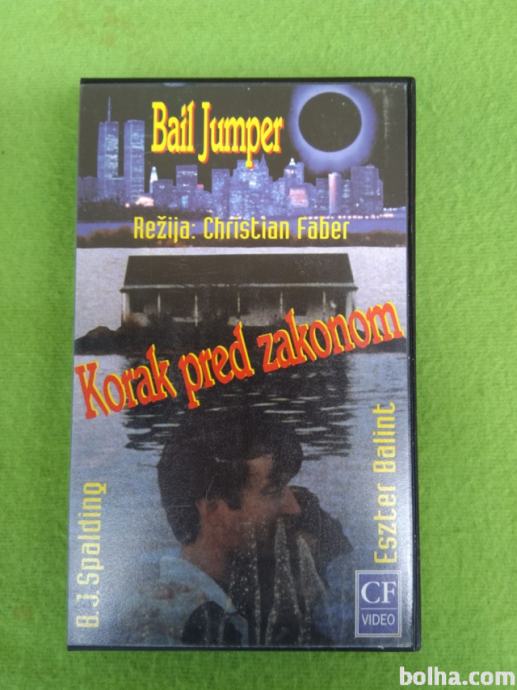 Bail Jumper
Režija: Christian Faber
Korak pred zakonom
B.J. Spalding
Eszter Balint
CF
VIDEO
bolha.com